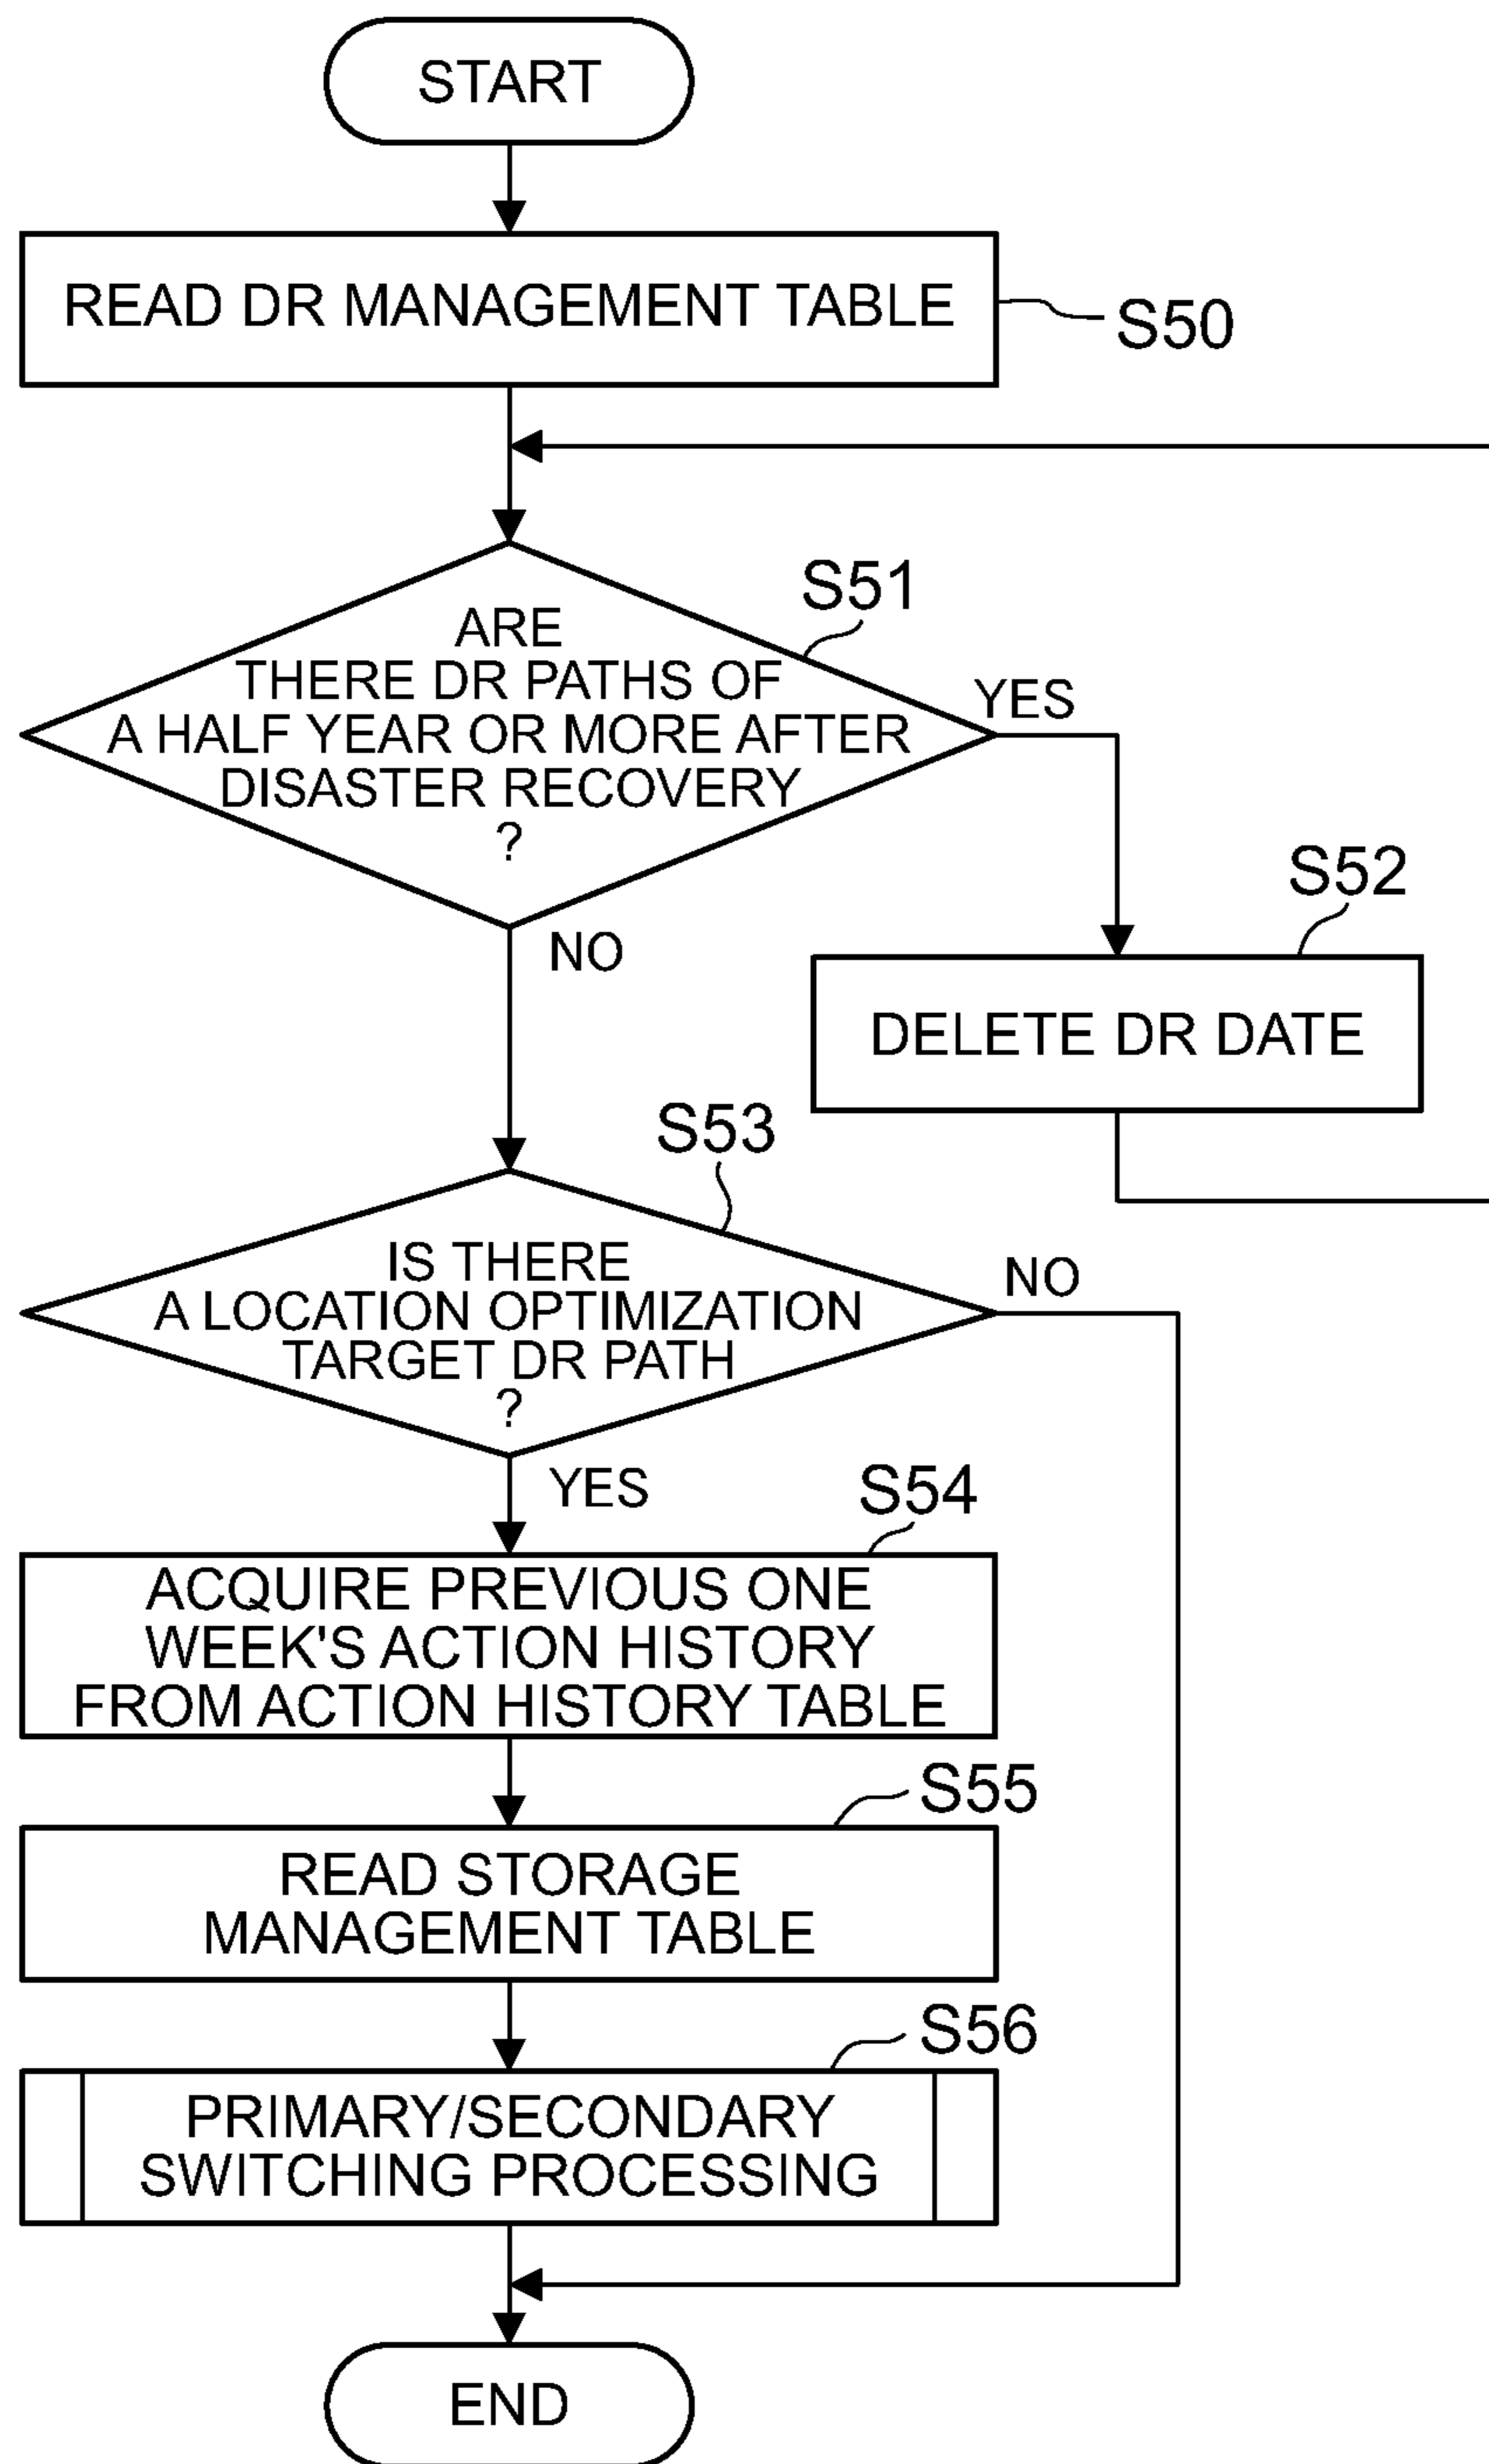 START
READ DR MANAGEMENT TABLE
S50
S51
ARE
THERE DR PATHS OF
A HALF YEAR OR MORE AFTER
DISASTER RECOVERY
?
YES
NO
S52
DELETE DR DATE
S53
IS THERE
A LOCATION OPTIMIZATION
TARGET DR PATH
?
NO
YES
S54
ACQUIRE PREVIOUS ONE
WEEK'S ACTION HISTORY
FROM ACTION HISTORY TABLE
S55
READ STORAGE
MANAGEMENT TABLE
S56
PRIMARY/SECONDARY
SWITCHING PROCESSING
END